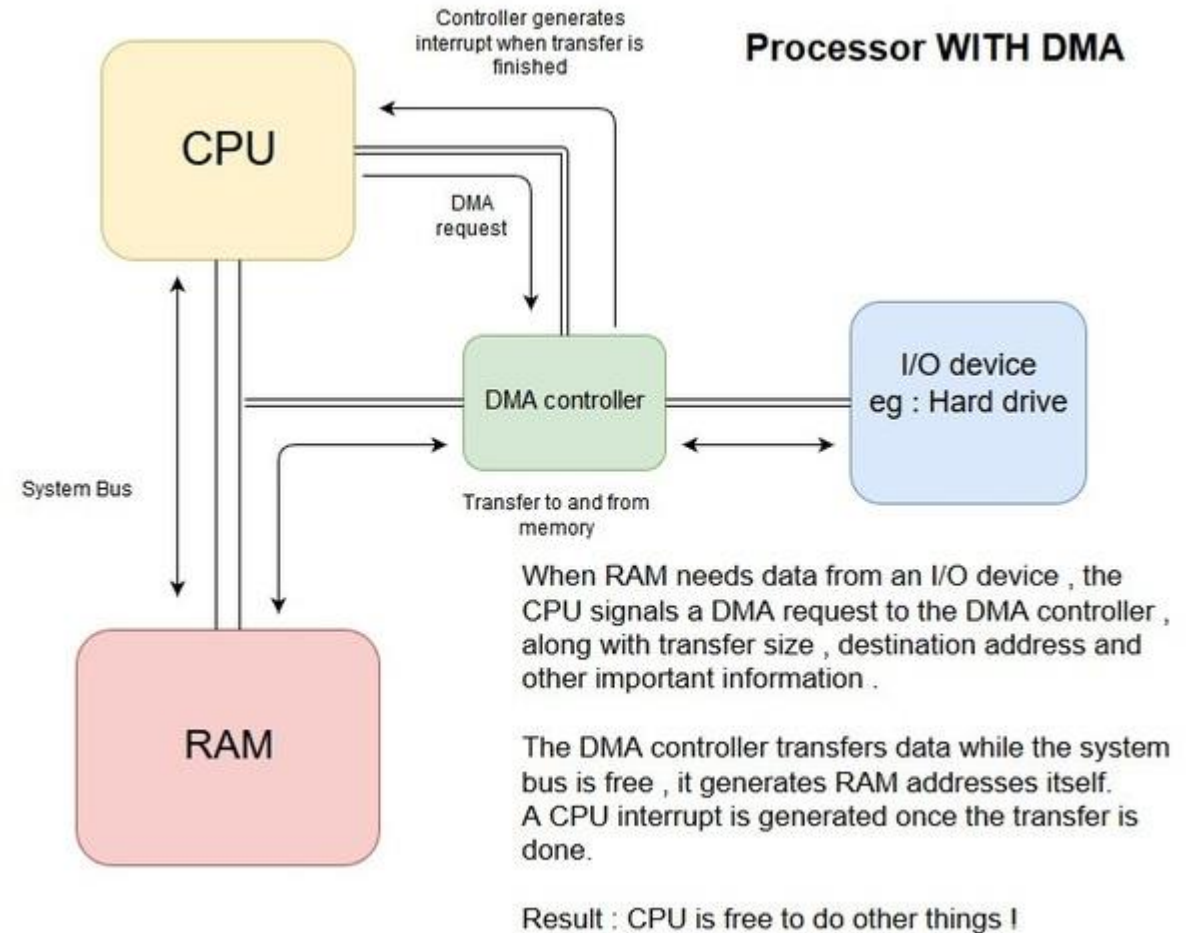 Controller generates
interrupt when transfer is
finished
Processor WITH DMA
CPU
DMA
request
I/O device
eg : Hard drive
DMA controller
System Bus
Transfer to and from
memory
When RAM needs data from an I/O device , the
CPU signals a DMA request to the DMA controller ,
along with transfer size , destination address and
other important information .
RAM
The DMA controller transfers data while the system
bus is free , it generates RAM addresses itself.
A CPU interrupt is generated once the transfer is
done.
Result : CPU is free to do other things !